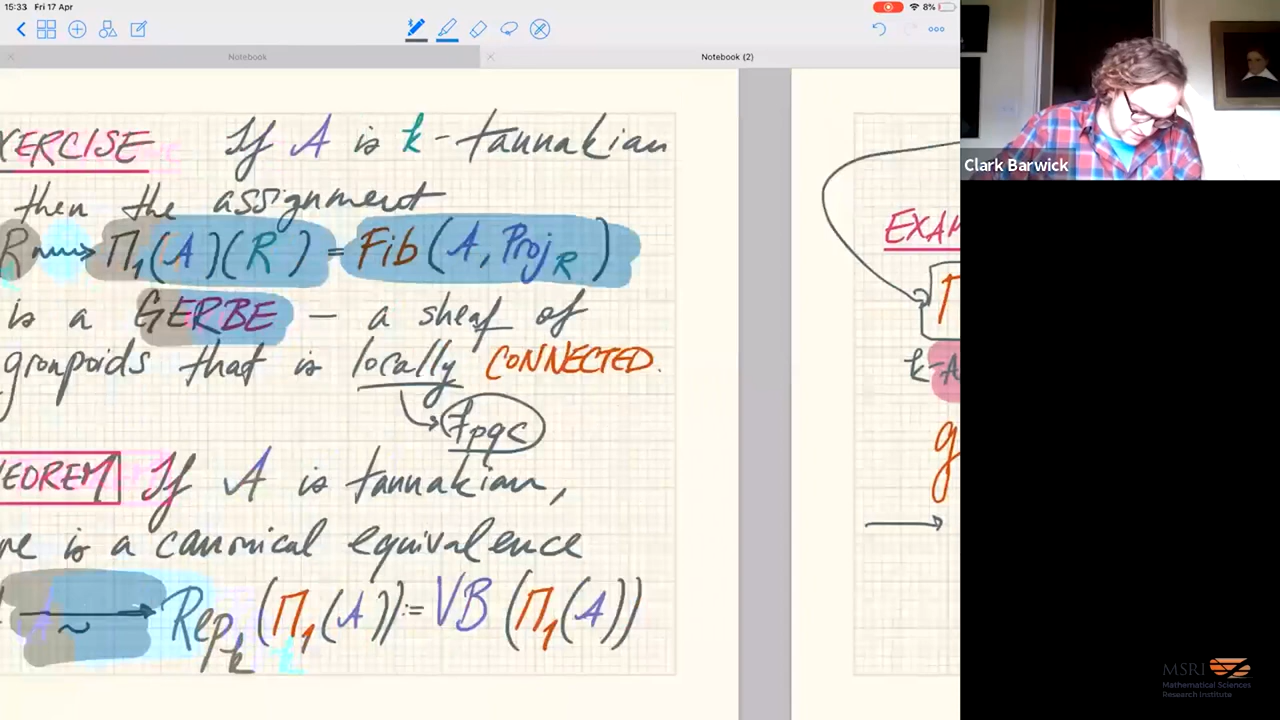 15:33 Fri 17 Apr
8%
Notebook
Notebook (2)
XERCISE If A is k-tannakian
then the assignment
R ⇝ Π₁(A)(R) = Fib(A, Proj_R)
is a GERBE — a sheaf of
groupoids that is locally CONNECTED.
fpqc
EOREM If A is tannakian,
re is a canonical equivalence
∼→ Rep_k(Π₁(A)) := VB(Π₁(A))
EXAM
k-A
g
Clark Barwick
MSRI
Mathematical Sciences
Research Institute